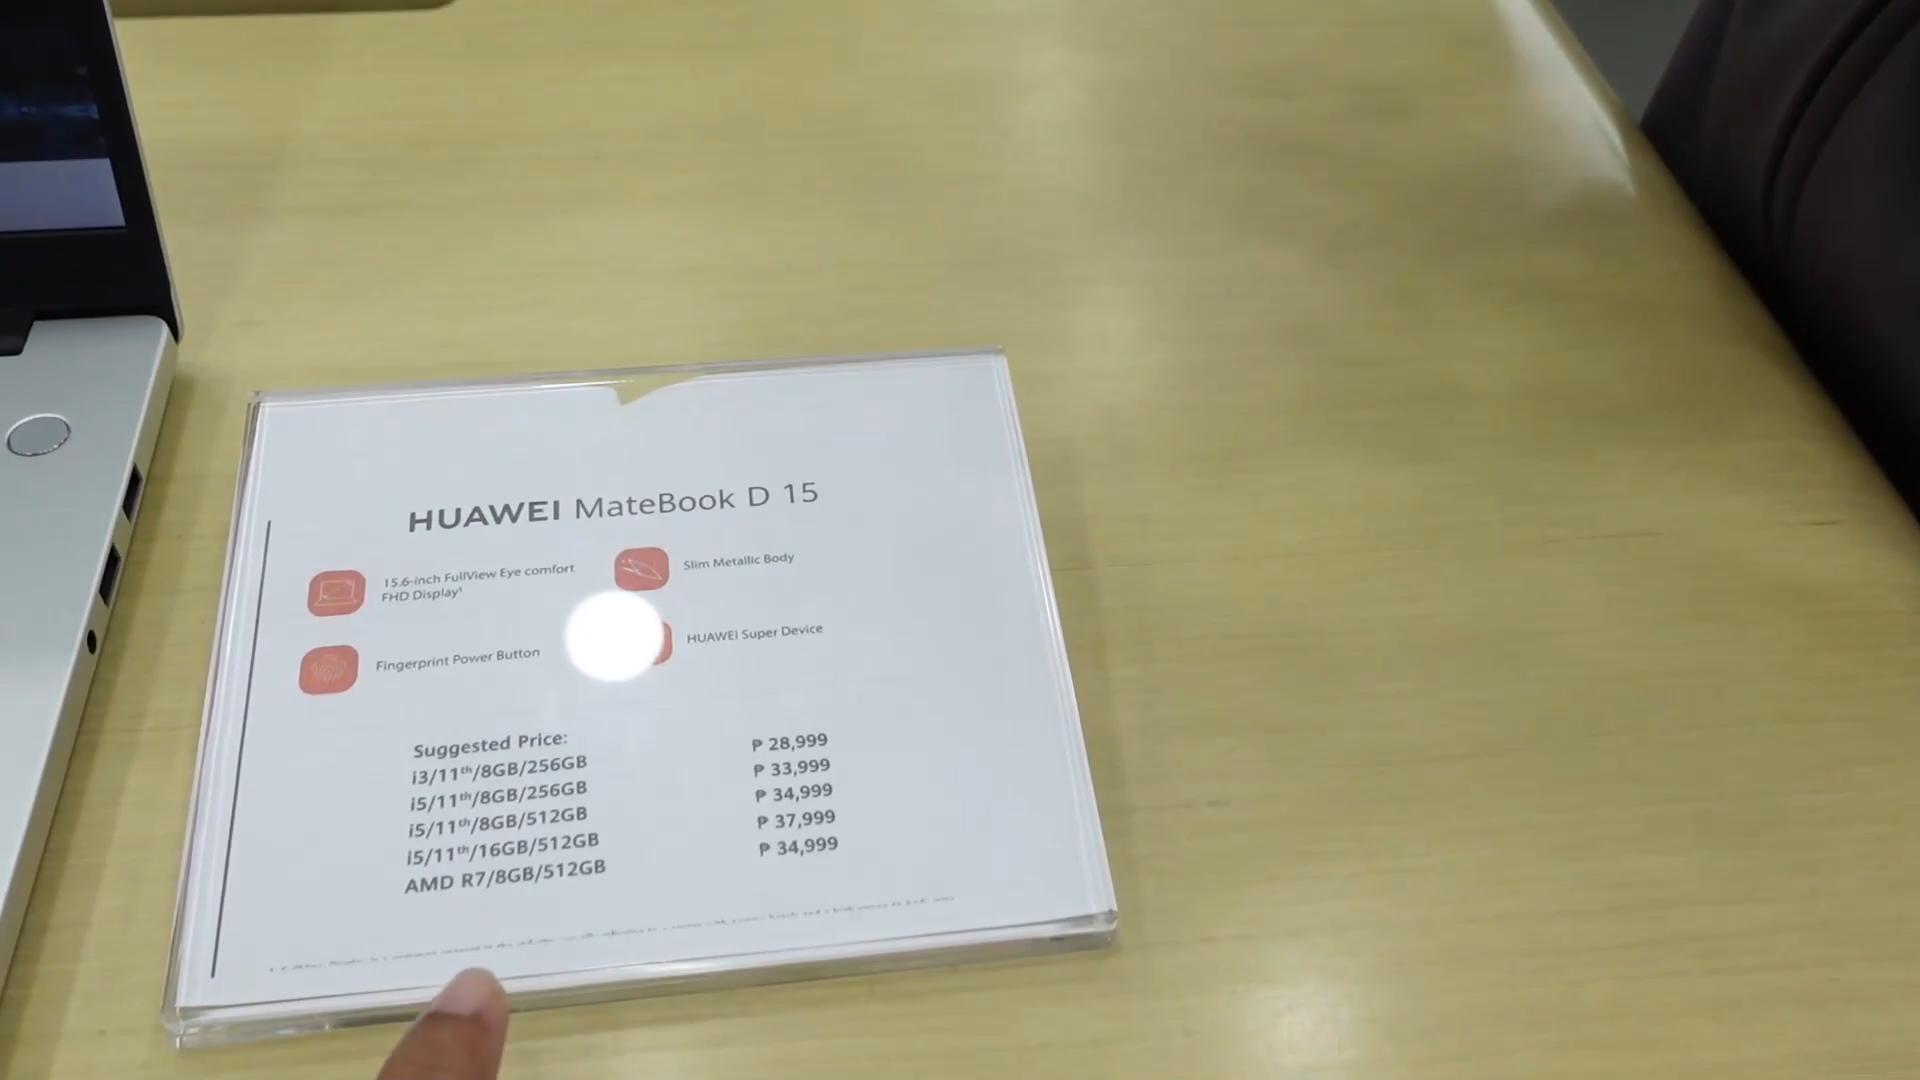 HUAWEI MateBook D 15
15.6-inch FullView Eye comfort
FHD Display¹
Slim Metallic Body
Fingerprint Power Button
HUAWEI Super Device
Suggested Price:
i3/11th/8GB/256GB ₱ 28,999
i5/11th/8GB/256GB ₱ 33,999
i5/11th/8GB/512GB ₱ 34,999
i5/11th/16GB/512GB ₱ 37,999
AMD R7/8GB/512GB ₱ 34,999